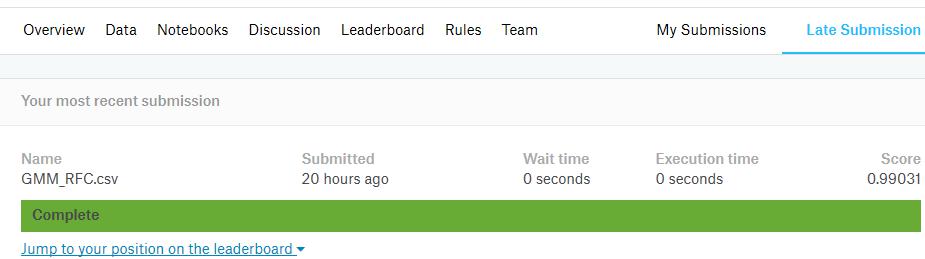 Overview Data Notebooks Discussion Leaderboard Rules Team My Submissions Late Submission
Your most recent submission
Name Submitted Wait time Execution time Score
GMM_RFC.csv 20 hours ago 0 seconds 0 seconds 0.99031
Complete
Jump to your position on the leaderboard